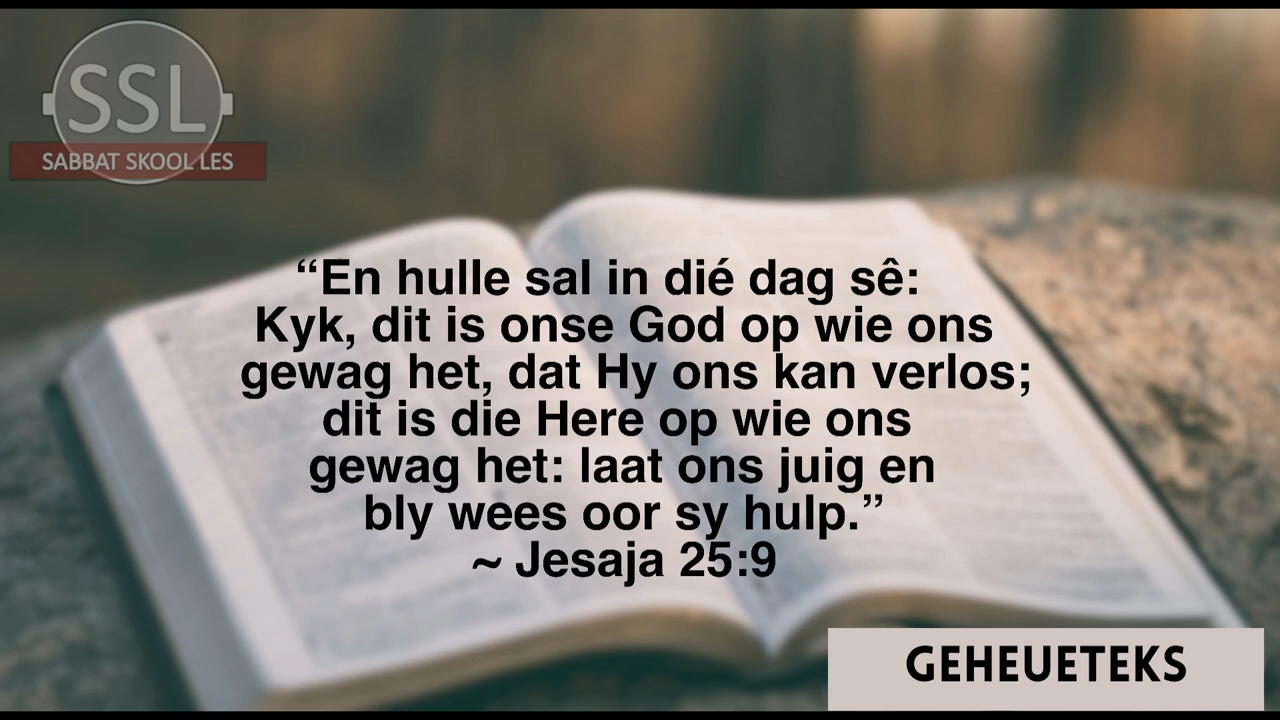 SSL
SABBAT SKOOL LES
“En hulle sal in dié dag sê:
Kyk, dit is onse God op wie ons
gewag het, dat Hy ons kan verlos;
dit is die Here op wie ons
gewag het: laat ons juig en
bly wees oor sy hulp.”
~ Jesaja 25:9
GEHEUETEKS